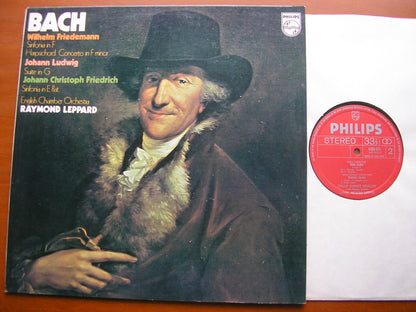 BACH
Wilhelm Friedemann
Sinfonia in F
Harpsichord Concerto in F minor
Johann Ludwig
Suite in G
Johann Christoph Friedrich
Sinfonia in E flat
English Chamber Orchestra
RAYMOND LEPPARD
PHILIPS
PHILIPS
STEREO 33⅓
2